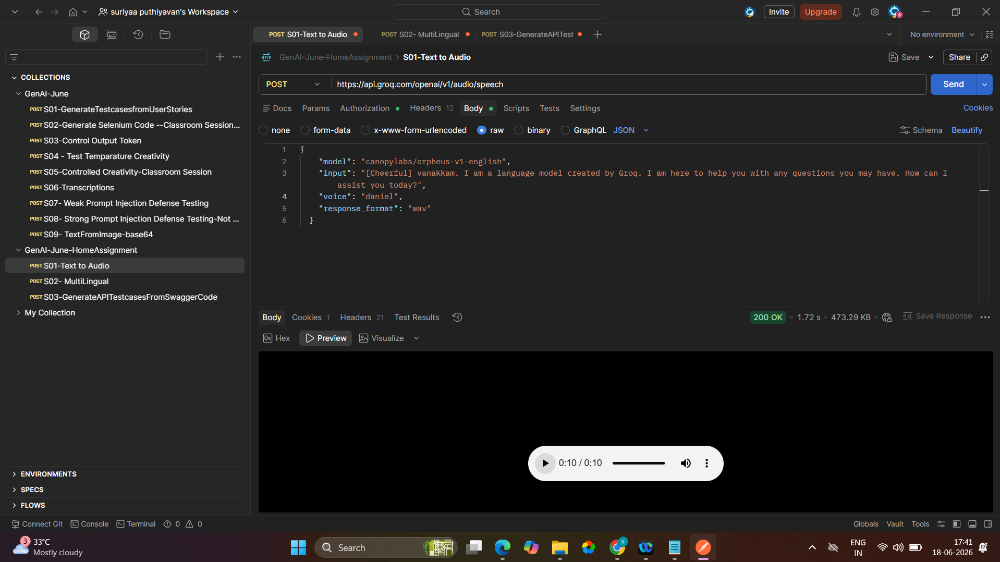 suriyaa puthiyavan's Workspace
Search
Invite
Upgrade
POST S01-Text to Audio
POST S02- MultiLingual
POST S03-GenerateAPITest
No environment
GenAI-June-HomeAssignment > S01-Text to Audio
Save
Share
COLLECTIONS
GenAI-June
POST S01-GenerateTestcasesfromUserStories
POST S02-Generate Selenium Code --Classroom Session...
POST S03-Control Output Token
POST S04 - Test Temparature Creativity
POST S05-Controlled Creativity-Classroom Session
POST S06-Transcriptions
POST S07- Weak Prompt Injection Defense Testing
POST S08- Strong Prompt Injection Defense Testing-Not ...
POST S09- TextFromImage-base64
GenAI-June-HomeAssignment
POST S01-Text to Audio
POST S02- MultiLingual
POST S03-GenerateAPITestcasesFromSwaggerCode
My Collection
ENVIRONMENTS
SPECS
FLOWS
HTTP
POST
https://api.groq.com/openai/v1/audio/speech
Send
Docs
Params
Authorization
Headers 12
Body
Scripts
Tests
Settings
Cookies
none
form-data
x-www-form-urlencoded
raw
binary
GraphQL
JSON
Schema
Beautify
1 {
2 "model": "canopylabs/orpheus-v1-english",
3 "input": "[Cheerful] vanakkam. I am a language model created by Groq. I am here to help you with any questions you may have. How can I
assist you today?",
4 "voice": "daniel",
5 "response_format": "wav"
6 }
Body
Cookies 1
Headers 21
Test Results
200 OK
1.72 s
473.29 KB
e.g. Save Response
0x Hex
Preview
Visualize
0:10 / 0:10
Connect Git
Console
Terminal
0
0
Globals
Vault
Tools
3
33°C
Mostly cloudy
Search
ENG
IN
17:41
18-06-2026